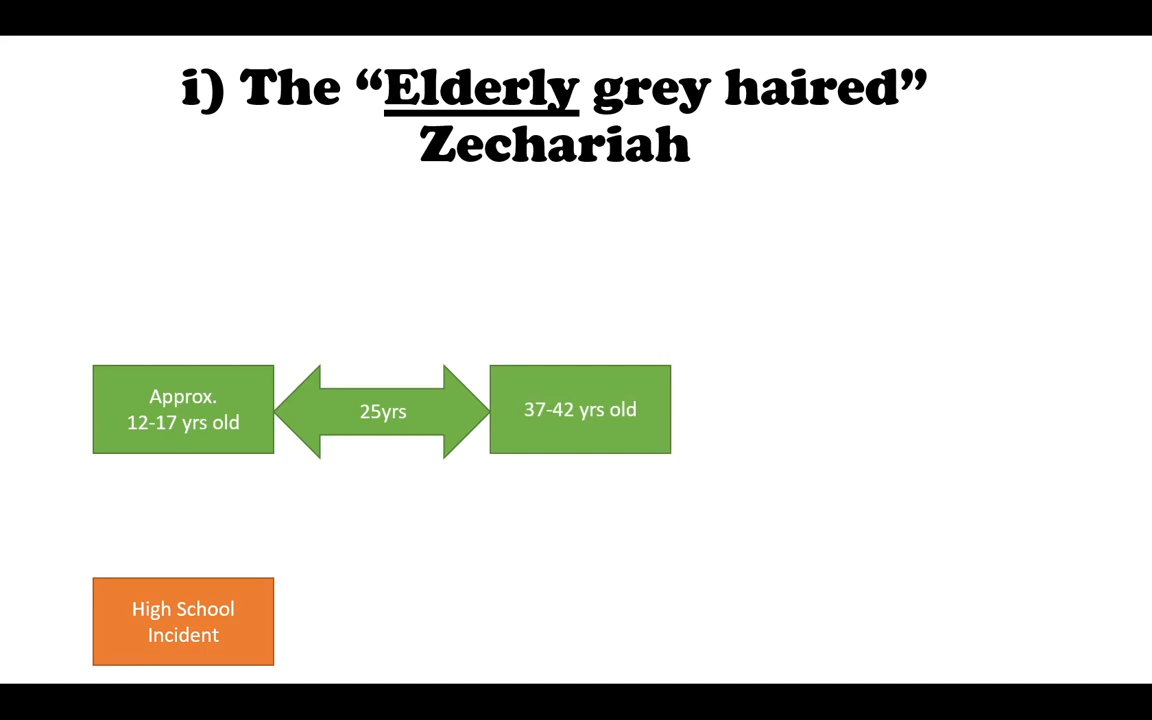 i) The “Elderly grey haired”
Zechariah
Approx.
12-17 yrs old
25yrs
37-42 yrs old
High School
Incident